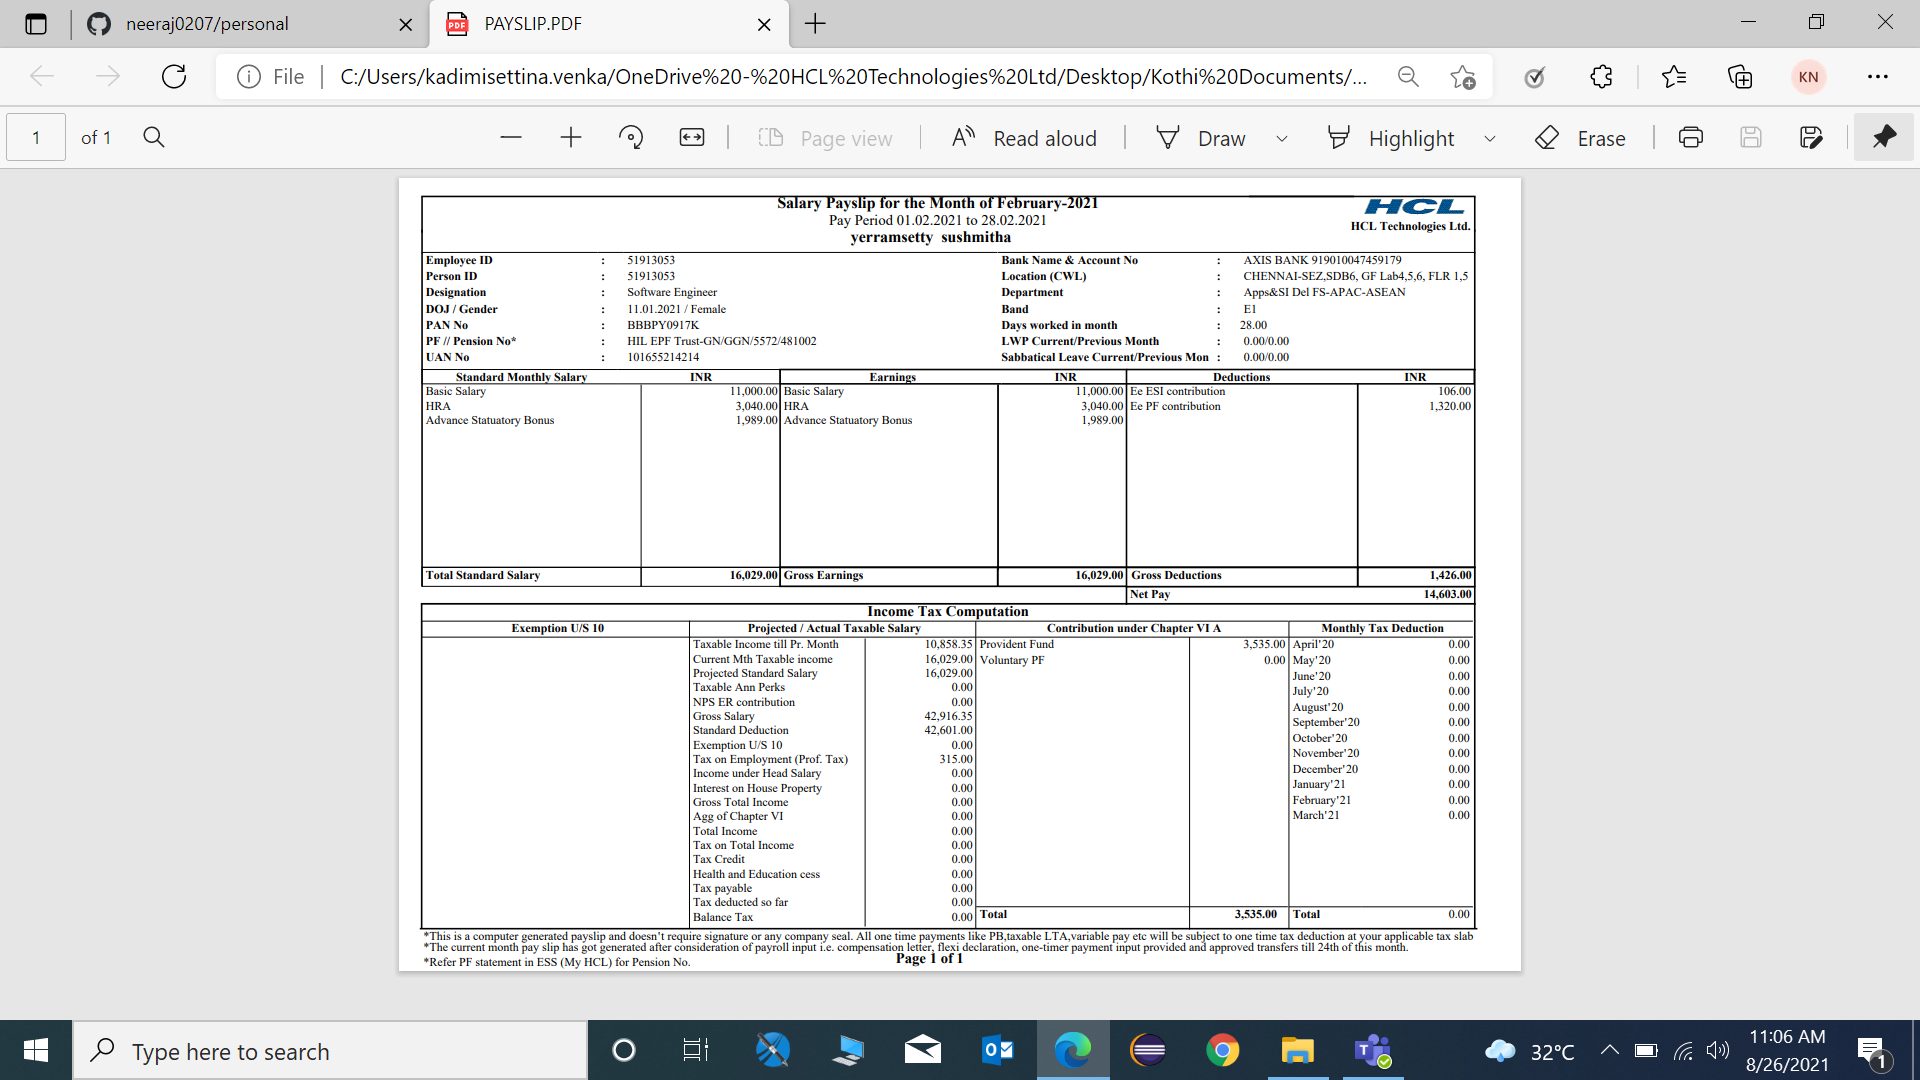 neeraj0207/personal
PAYSLIP.PDF
File
C:/Users/kadimisettina.venka/OneDrive%20-%20HCL%20Technologies%20Ltd/Desktop/Kothi%20Documents/...
KN
1 of 1
Page view
Read aloud
Draw
Highlight
Erase
Salary Payslip for the Month of February-2021
Pay Period 01.02.2021 to 28.02.2021
yerramsetty sushmitha
HCL
HCL Technologies Ltd.
Employee ID : 51913053 Bank Name & Account No : AXIS BANK 919010047459179
Person ID : 51913053 Location (CWL) : CHENNAI-SEZ,SDB6, GF Lab4,5,6, FLR 1,5
Designation : Software Engineer Department : Apps&SI Del FS-APAC-ASEAN
DOJ / Gender : 11.01.2021 / Female Band : E1
PAN No : BBBPY0917K Days worked in month : 28.00
PF // Pension No* : HIL EPF Trust-GN/GGN/5572/481002 LWP Current/Previous Month : 0.00/0.00
UAN No : 101655214214 Sabbatical Leave Current/Previous Mon : 0.00/0.00
Standard Monthly Salary INR Earnings INR Deductions INR
Basic Salary 11,000.00 Basic Salary 11,000.00 Ee ESI contribution 106.00
HRA 3,040.00 HRA 3,040.00 Ee PF contribution 1,320.00
Advance Statuatory Bonus 1,989.00 Advance Statuatory Bonus 1,989.00
Total Standard Salary 16,029.00 Gross Earnings 16,029.00 Gross Deductions 1,426.00
Net Pay 14,603.00
Income Tax Computation
Exemption U/S 10 Projected / Actual Taxable Salary Contribution under Chapter VI A Monthly Tax Deduction
Taxable Income till Pr. Month 10,858.35 Provident Fund 3,535.00 April'20 0.00
Current Mth Taxable income 16,029.00 Voluntary PF 0.00 May'20 0.00
Projected Standard Salary 16,029.00 June'20 0.00
Taxable Ann Perks 0.00 July'20 0.00
NPS ER contribution 0.00 August'20 0.00
Gross Salary 42,916.35 September'20 0.00
Standard Deduction 42,601.00 October'20 0.00
Exemption U/S 10 0.00 November'20 0.00
Tax on Employment (Prof. Tax) 315.00 December'20 0.00
Income under Head Salary 0.00 January'21 0.00
Interest on House Property 0.00 February'21 0.00
Gross Total Income 0.00 March'21 0.00
Agg of Chapter VI 0.00
Total Income 0.00
Tax on Total Income 0.00
Tax Credit 0.00
Health and Education cess 0.00
Tax payable 0.00
Tax deducted so far 0.00
Balance Tax 0.00 Total 3,535.00 Total 0.00
*This is a computer generated payslip and doesn't require signature or any company seal. All one time payments like PB,taxable LTA,variable pay etc will be subject to one time tax deduction at your applicable tax slab
*The current month pay slip has got generated after consideration of payroll input i.e. compensation letter, flexi declaration, one-timer payment input provided and approved transfers till 24th of this month.
*Refer PF statement in ESS (My HCL) for Pension No.
Page 1 of 1
Type here to search
32°C
11:06 AM
8/26/2021
1